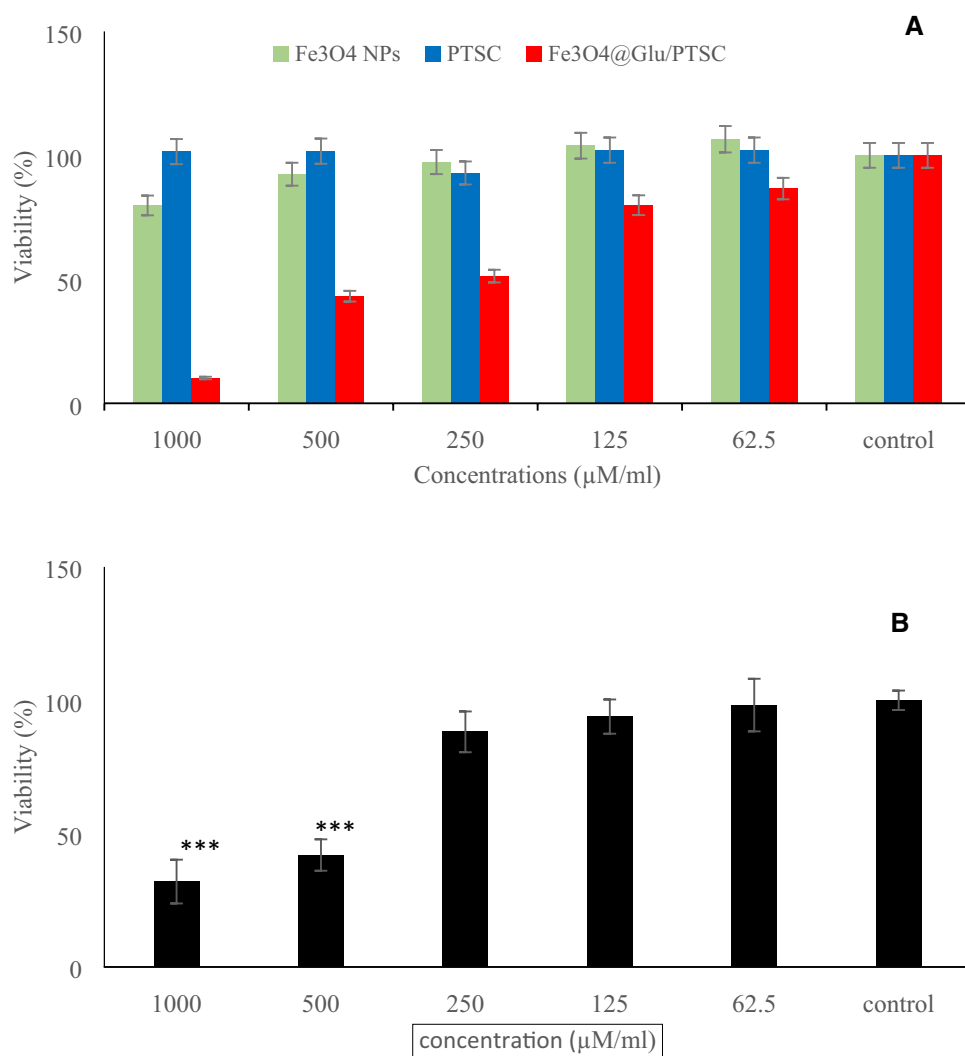 A
Fe3O4 NPs PTSC Fe3O4@Glu/PTSC
150
100
50
0
Viability (%)
1000 500 250 125 62.5 control
Concentrations (µM/ml)
B
150
100
50
0
Viability (%)
*** ***
1000 500 250 125 62.5 control
concentration (µM/ml)